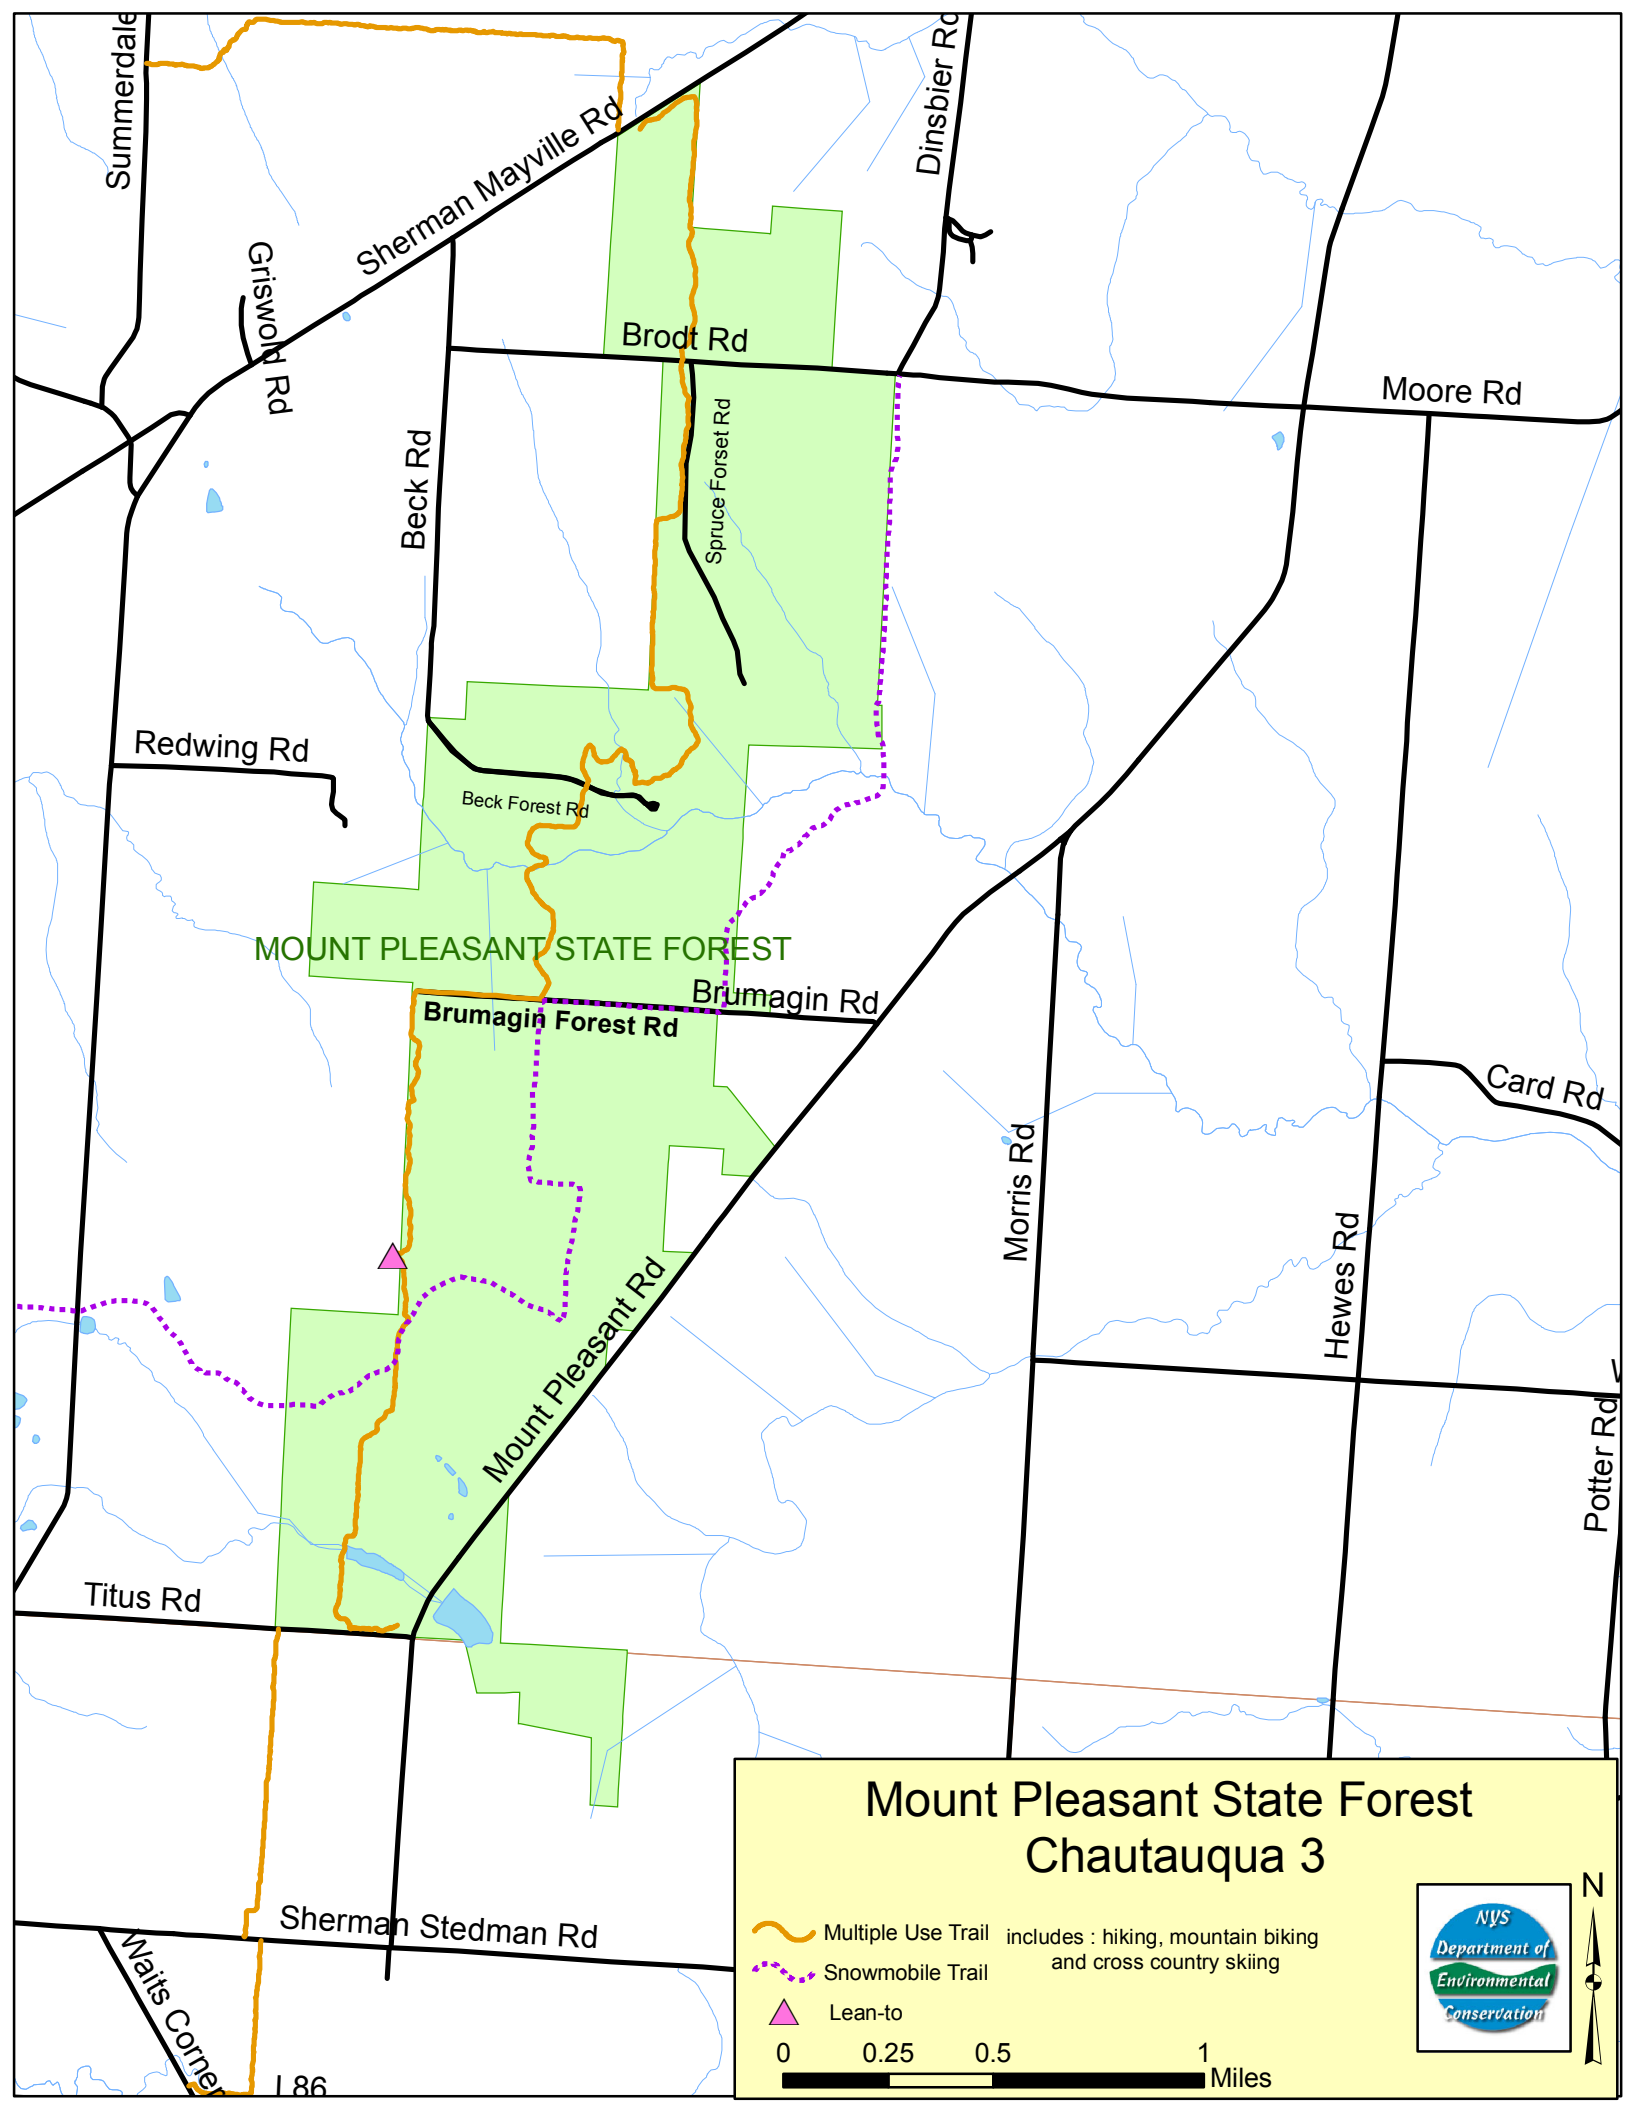 Summerdale
Dinsbier Rd
Sherman Mayville Rd
Griswold Rd
Brodt Rd
Moore Rd
Beck Rd
Spruce Forset Rd
Redwing Rd
Beck Forest Rd
MOUNT PLEASANT STATE FOREST
Brumagin Rd
Brumagin Forest Rd
Card Rd
Morris Rd
Hewes Rd
Mount Pleasant Rd
Potter Rd
Titus Rd
Sherman Stedman Rd
Waits Corner
I 86
Mount Pleasant State Forest
Chautauqua 3
Multiple Use Trail
includes : hiking, mountain biking
and cross country skiing
Snowmobile Trail
Lean-to
0 0.25 0.5 1
Miles
NYS
Department of
Environmental
Conservation
N